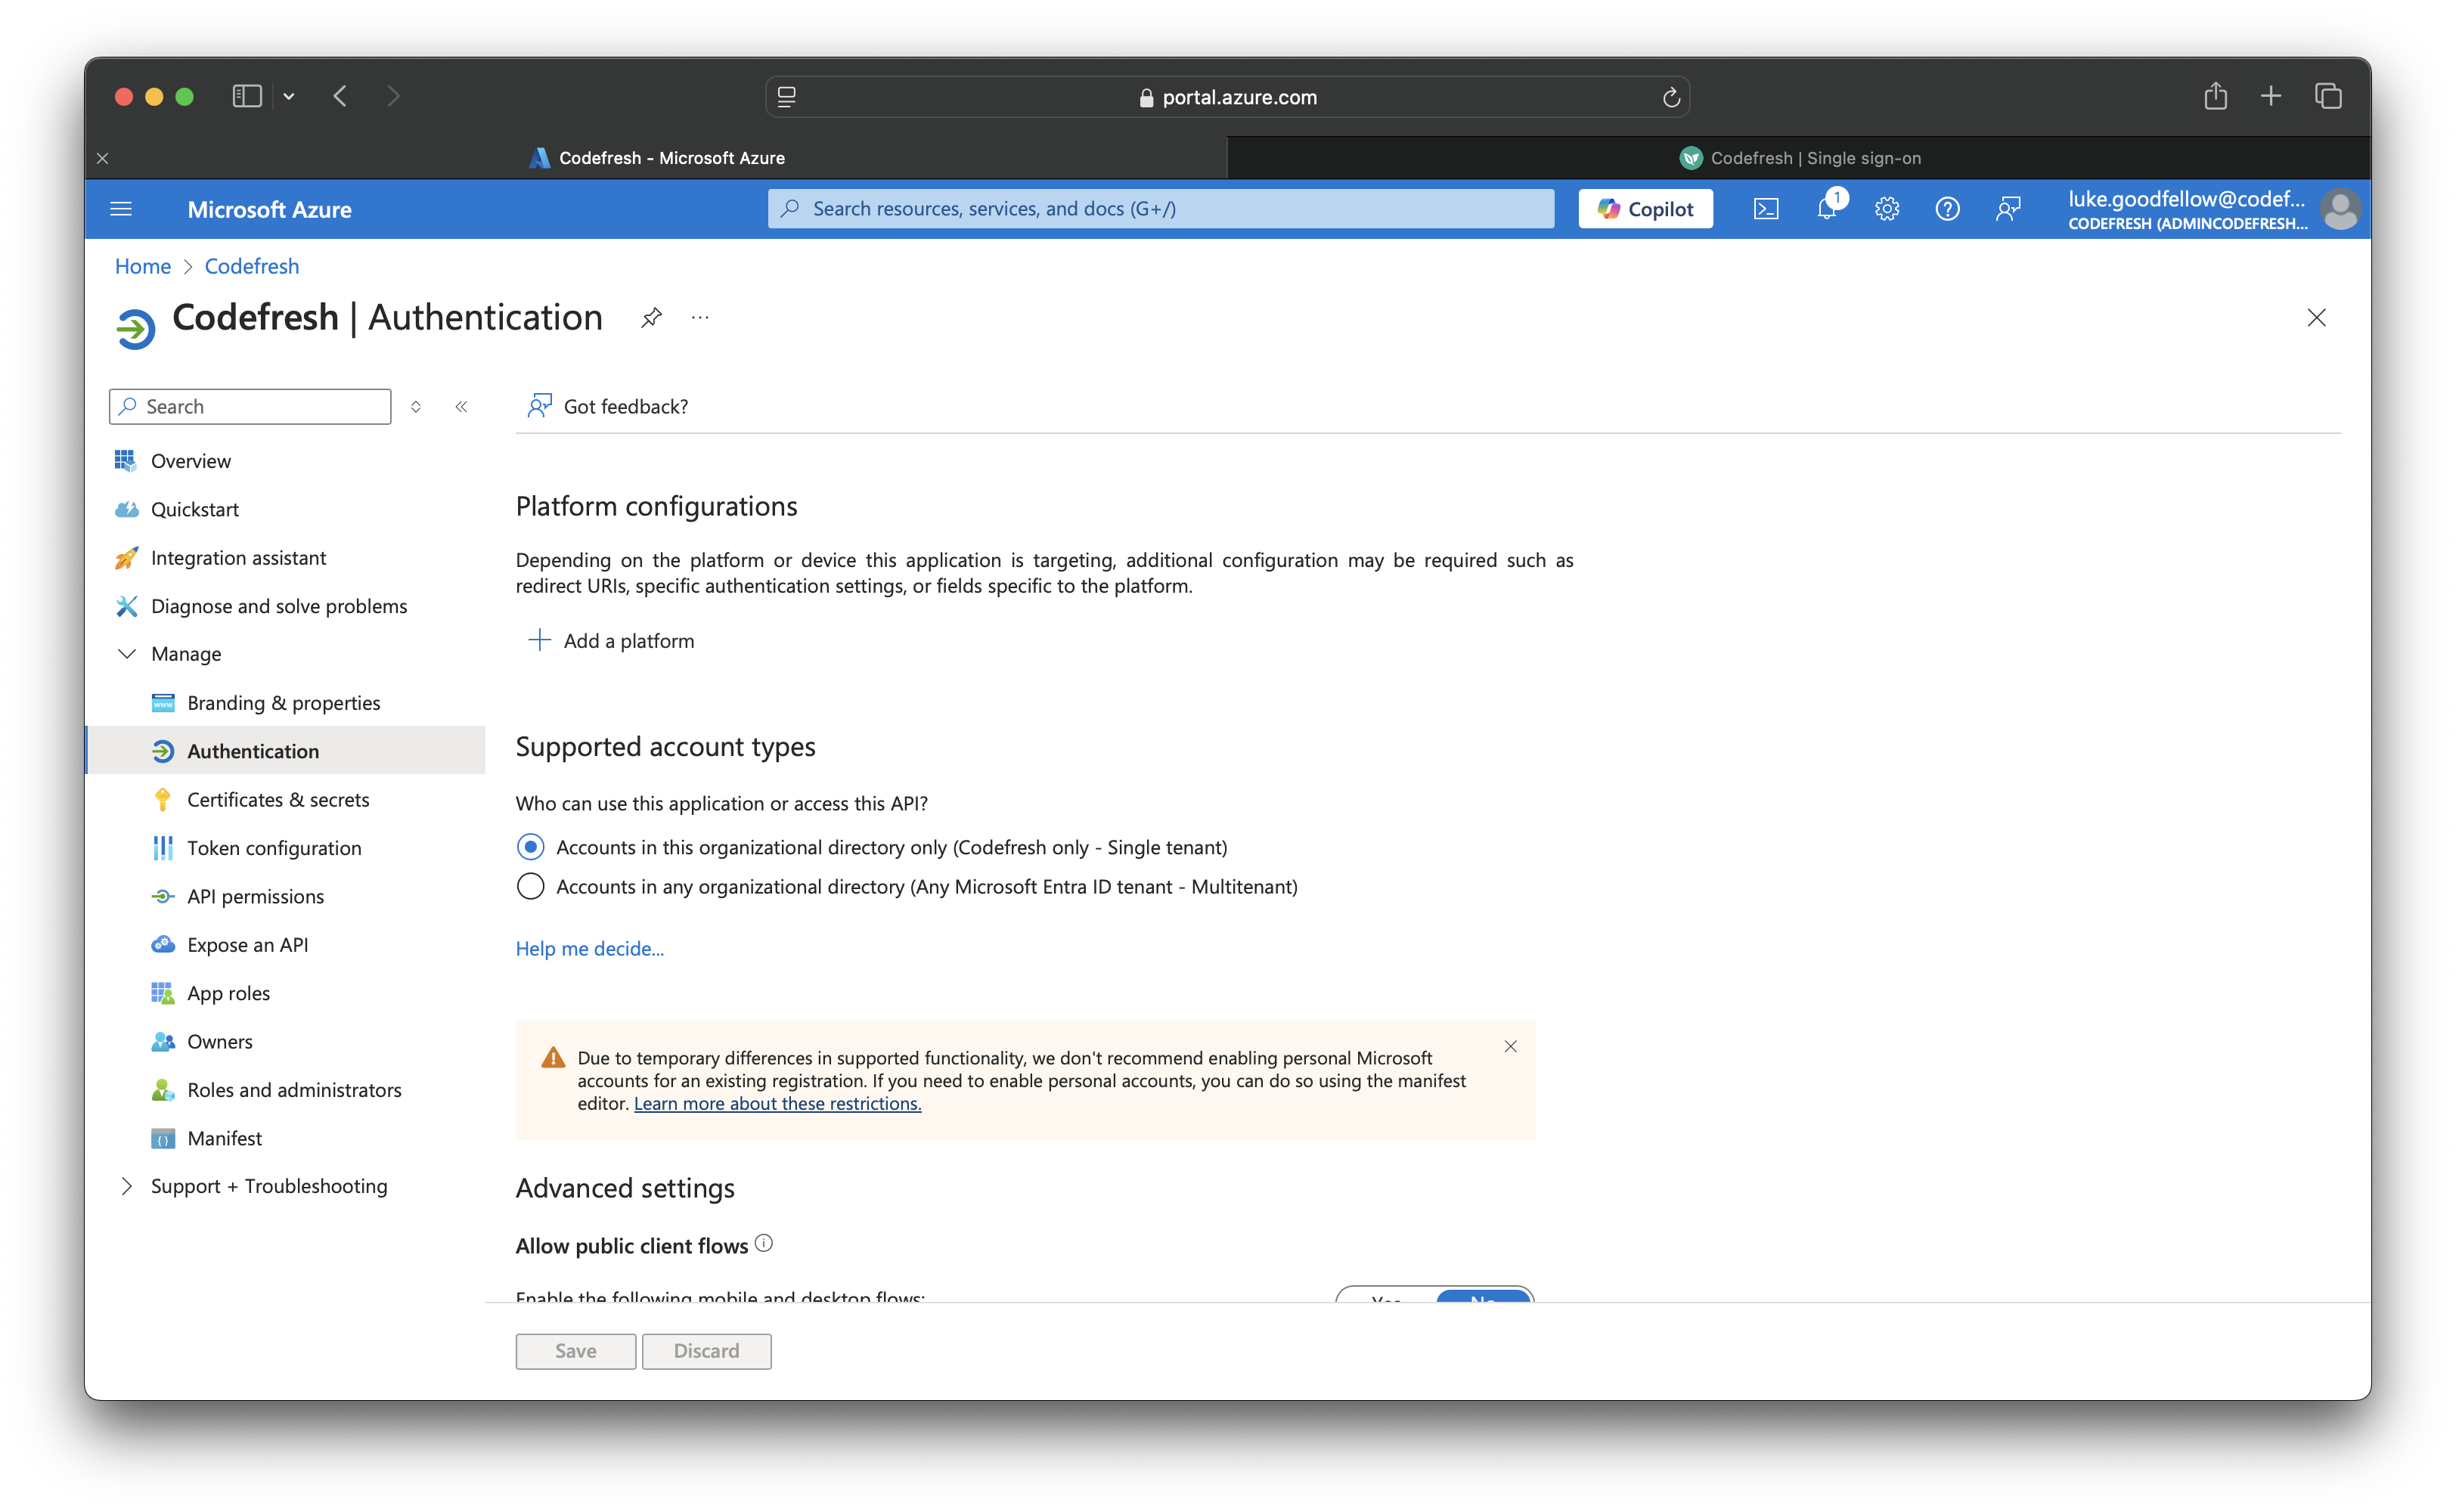 portal.azure.com
Codefresh - Microsoft Azure
Codefresh | Single sign-on
Microsoft Azure
Search resources, services, and docs (G+/)
Copilot
1
luke.goodfellow@codef...
CODEFRESH (ADMINCODEFRESH...
Home > Codefresh
Codefresh | Authentication
Search
Got feedback?
Overview
Quickstart
Integration assistant
Diagnose and solve problems
Manage
Branding & properties
Authentication
Certificates & secrets
Token configuration
API permissions
Expose an API
App roles
Owners
Roles and administrators
Manifest
Support + Troubleshooting
Platform configurations
Depending on the platform or device this application is targeting, additional configuration may be required such as
redirect URIs, specific authentication settings, or fields specific to the platform.
Add a platform
Supported account types
Who can use this application or access this API?
Accounts in this organizational directory only (Codefresh only - Single tenant)
Accounts in any organizational directory (Any Microsoft Entra ID tenant - Multitenant)
Help me decide...
Due to temporary differences in supported functionality, we don't recommend enabling personal Microsoft
accounts for an existing registration. If you need to enable personal accounts, you can do so using the manifest
editor. Learn more about these restrictions.
Advanced settings
Allow public client flows
Enable the following mobile and desktop flows:
Yes
No
Save
Discard